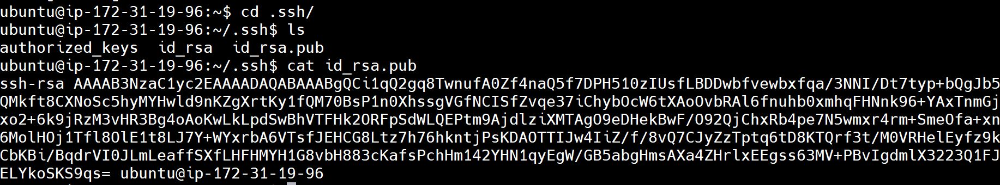 ubuntu@ip-172-31-19-96:~$ cd .ssh/
ubuntu@ip-172-31-19-96:~/.ssh$ ls
authorized_keys  id_rsa  id_rsa.pub
ubuntu@ip-172-31-19-96:~/.ssh$ cat id_rsa.pub
ssh-rsa AAAAB3NzaC1yc2EAAAADAQABAAABgQCi1qQ2gq8TwnufA0Zf4naQ5f7DPH510zIUsfLBDDwbfvewbxfqa/3NNI/Dt7typ+bQgJb5
QMkft8CXNoSc5hyMYHwld9nKZgXrtKy1fQM70BsP1n0XhssgVGfNCISfZvqe37iChybOcW6tXAoOvbRAl6fnuhb0xmhqFHNnk96+YAxTnmGj
xo2+6k9jRzM3vHR3Bg4oAoKwLkLpdSwBhVTFHk2ORFpSdWLQEPtm9AjdlziXMTAgO9eDHekBwF/O92QjChxRb4pe7N5wmxr4rm+SmeOfa+xn
6MolHOj1Tfl8OlE1t8LJ7Y+WYxrbA6VTsfJEHCG8Ltz7h76hkntjPsKDAOTTIJw4IiZ/f/8vQ7CJyZzTptq6tD8KTQrf3t/M0VRHelEyfz9k
CbKBi/BqdrVI0JLmLeaffSXfLHFHMYH1G8vbH883cKafsPchHm142YHN1qyEgW/GB5abgHmsAXa4ZHrlxEEgss63MV+PBvIgdmlX3223Q1FJ
ELYkoSKS9qs= ubuntu@ip-172-31-19-96